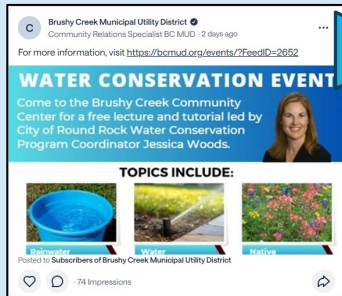 C
Brushy Creek Municipal Utility District
Community Relations Specialist BC MUD · 2 days ago
For more information, visit https://bcmud.org/events/?FeedID=2652
WATER CONSERVATION EVENT
Come to the Brushy Creek Community
Center for a free lecture and tutorial led by
City of Round Rock Water Conservation
Program Coordinator Jessica Woods.
TOPICS INCLUDE:
Rainwater Water Native
Posted to Subscribers of Brushy Creek Municipal Utility District
· 74 Impressions